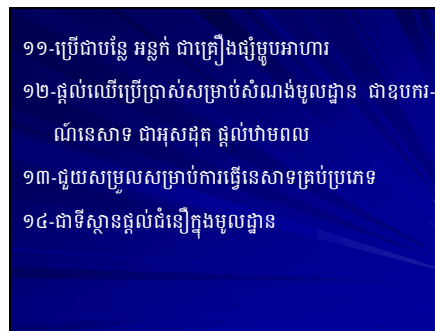 ១១-ប្រើជាបន្លែ អន្លក់ ជាគ្រឿងផ្សំម្ហូបអាហារ
១២-ផ្តល់ឈើប្រើប្រាស់សម្រាប់សំណង់មូលដ្ឋាន ជាឧបករ-
ណ៍នេសាទ ជាអុសដុត ផ្តល់ថាមពល
១៣-ជួយសម្រួលសម្រាប់ការធ្វើនេសាទគ្រប់ប្រភេទ
១៤-ជាទីស្ថានផ្តល់ជំនឿក្នុងមូលដ្ឋាន